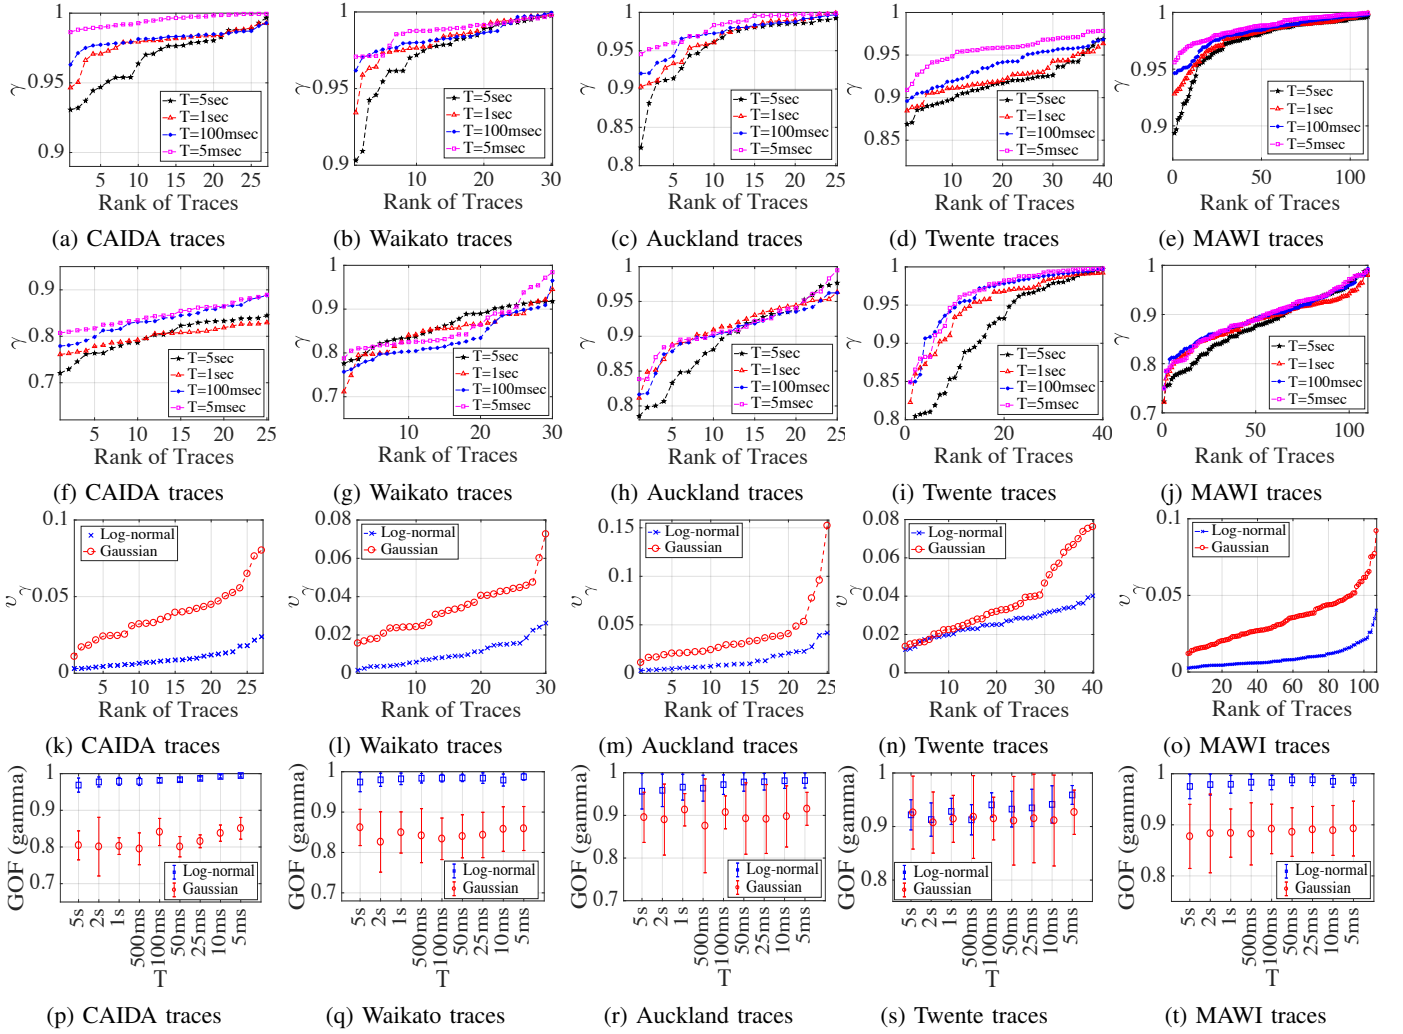 1
0.95
0.9
γ
T=5sec
T=1sec
T=100msec
T=5msec
5 10 15 20 25
Rank of Traces
(a) CAIDA traces
1
0.95
0.9
γ
T=5sec
T=1sec
T=100msec
T=5msec
10 20 30
Rank of Traces
(b) Waikato traces
1
0.95
0.9
0.85
0.8
γ
T=5sec
T=1sec
T=100msec
T=5msec
5 10 15 20 25
Rank of Traces
(c) Auckland traces
1
0.95
0.9
0.85
0.8
γ
T=5sec
T=1sec
T=100msec
T=5msec
0 10 20 30 40
Rank of Traces
(d) Twente traces
1
0.95
0.9
γ
T=5sec
T=1sec
T=100msec
T=5msec
0 50 100
Rank of Traces
(e) MAWI traces
0.9
0.8
0.7
γ
T=5sec
T=1sec
T=100msec
T=5msec
5 10 15 20 25
Rank of Traces
(f) CAIDA traces
1
0.9
0.8
0.7
γ
T=5sec
T=1sec
T=100msec
T=5msec
10 20 30
Rank of Traces
(g) Waikato traces
1
0.95
0.9
0.85
0.8
γ
T=5sec
T=1sec
T=100msec
T=5msec
5 10 15 20 25
Rank of Traces
(h) Auckland traces
1
0.95
0.9
0.85
0.8
γ
T=5sec
T=1sec
T=100msec
T=5msec
0 10 20 30 40
Rank of Traces
(i) Twente traces
1
0.9
0.8
0.7
γ
T=5sec
T=1sec
T=100msec
T=5msec
0 50 100
Rank of Traces
(j) MAWI traces
0.1
0.05
0
υγ
Log-normal
Gaussian
5 10 15 20 25
Rank of Traces
(k) CAIDA traces
0.08
0.06
0.04
0.02
0
υγ
Log-normal
Gaussian
10 20 30
Rank of Traces
(l) Waikato traces
0.15
0.1
0.05
0
υγ
Log-normal
Gaussian
5 10 15 20 25
Rank of Traces
(m) Auckland traces
0.08
0.06
0.04
0.02
0
υγ
Log-normal
Gaussian
10 20 30 40
Rank of Traces
(n) Twente traces
0.1
0.05
0
υγ
Log-normal
Gaussian
20 40 60 80 100
Rank of Traces
(o) MAWI traces
1
0.9
0.8
0.7
GOF (gamma)
Log-normal
Gaussian
5s 2s 1s 500ms 100ms 50ms 25ms 10ms 5ms
T
(p) CAIDA traces
1
0.9
0.8
0.7
GOF (gamma)
Log-normal
Gaussian
5s 2s 1s 500ms 100ms 50ms 25ms 10ms 5ms
T
(q) Waikato traces
1
0.9
0.8
0.7
GOF (gamma)
Log-normal
Gaussian
5s 2s 1s 500ms 100ms 50ms 25ms 10ms 5ms
T
(r) Auckland traces
1
0.9
0.8
GOF (gamma)
Log-normal
Gaussian
5s 2s 1s 500ms 100ms 50ms 25ms 10ms 5ms
T
(s) Twente traces
1
0.9
0.8
GOF (gamma)
Log-normal
Gaussian
5s 2s 1s 500ms 100ms 50ms 25ms 10ms 5ms
T
(t) MAWI traces